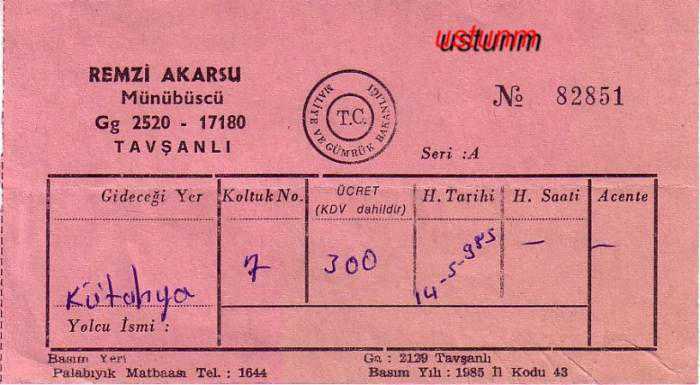 ustunm
REMZİ AKARSU
Münübüscü
Gg 2520 - 17180
TAVŞANLI
T.C.
MALİYE VE GÜMRÜK BAKANLIĞI
№ 82851
Seri : A
Gideceği Yer Koltuk No. ÜCRET (KDV dahildir) H. Tarihi H. Saati Acente
Kütahya 7 300 14-5-985 — —
Yolcu İsmi :
Basım Yeri Gg : 2129 Tavşanlı
Palabıyık Matbaası Tel. : 1644 Basım Yılı : 1985 İl Kodu 43